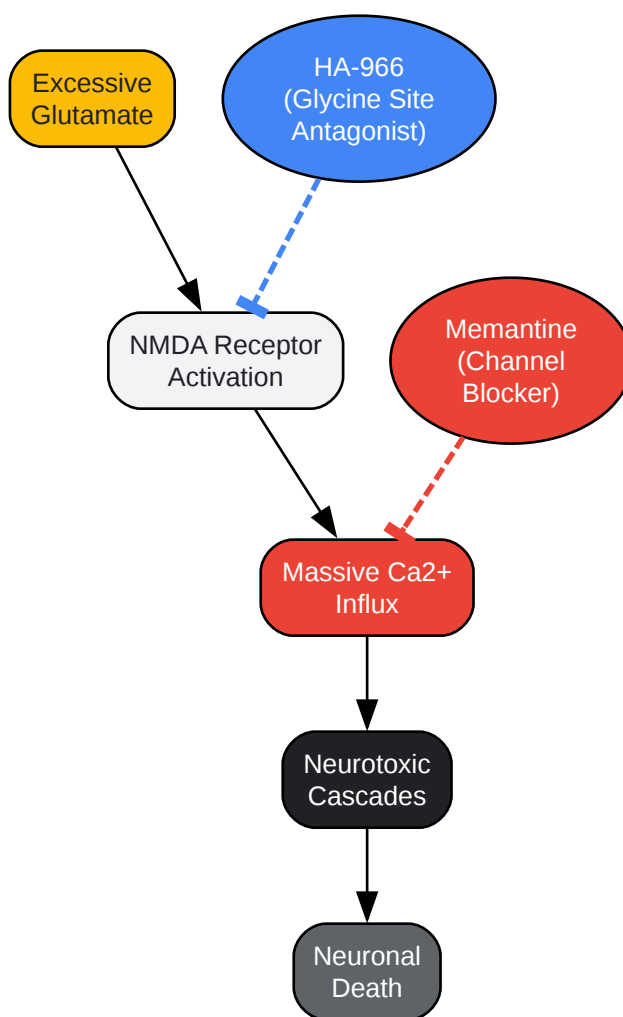 Excessive
Glutamate
HA-966
(Glycine Site
Antagonist)
NMDA Receptor
Activation
Memantine
(Channel
Blocker)
Massive Ca2+
Influx
Neurotoxic
Cascades
Neuronal
Death